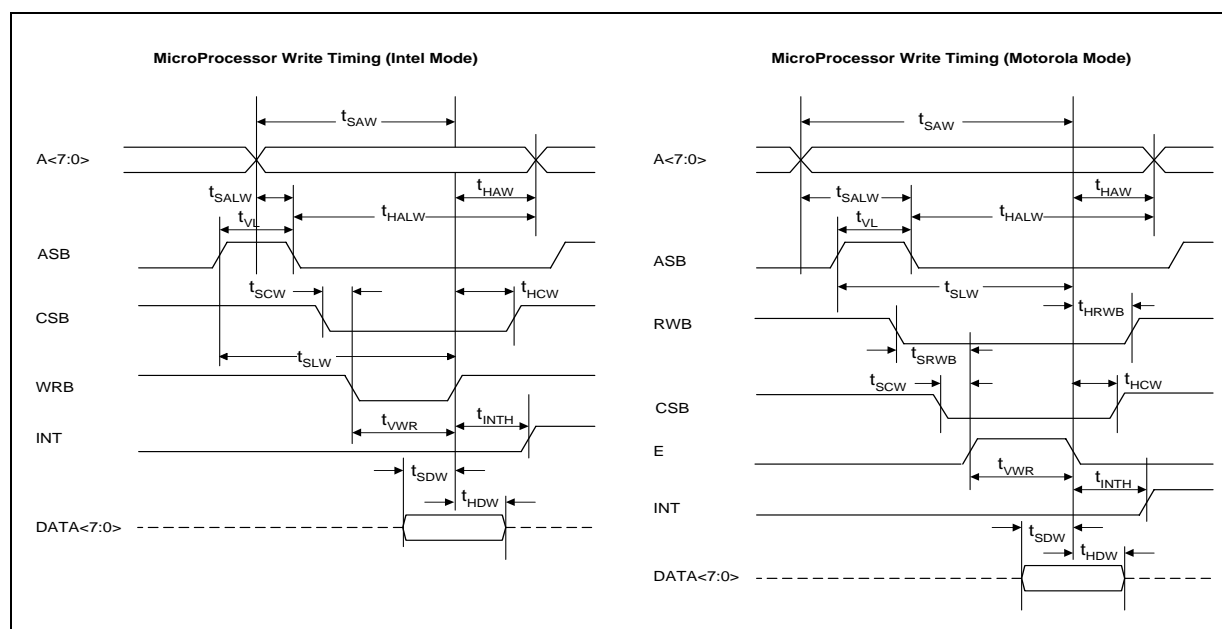 MicroProcessor Write Timing (Intel Mode)
tSAW
A<7:0>
tSALW
tHAW
tVL
tHALW
ASB
tSCW
tHCW
CSB
tSLW
WRB
tVWR
tINTH
INT
tSDW
tHDW
DATA<7:0>
MicroProcessor Write Timing (Motorola Mode)
tSAW
A<7:0>
tSALW
tHAW
tVL
tHALW
ASB
tSLW
tHRWB
RWB
tSRWB
tSCW
tHCW
CSB
E
tVWR
tINTH
INT
tSDW
tHDW
DATA<7:0>